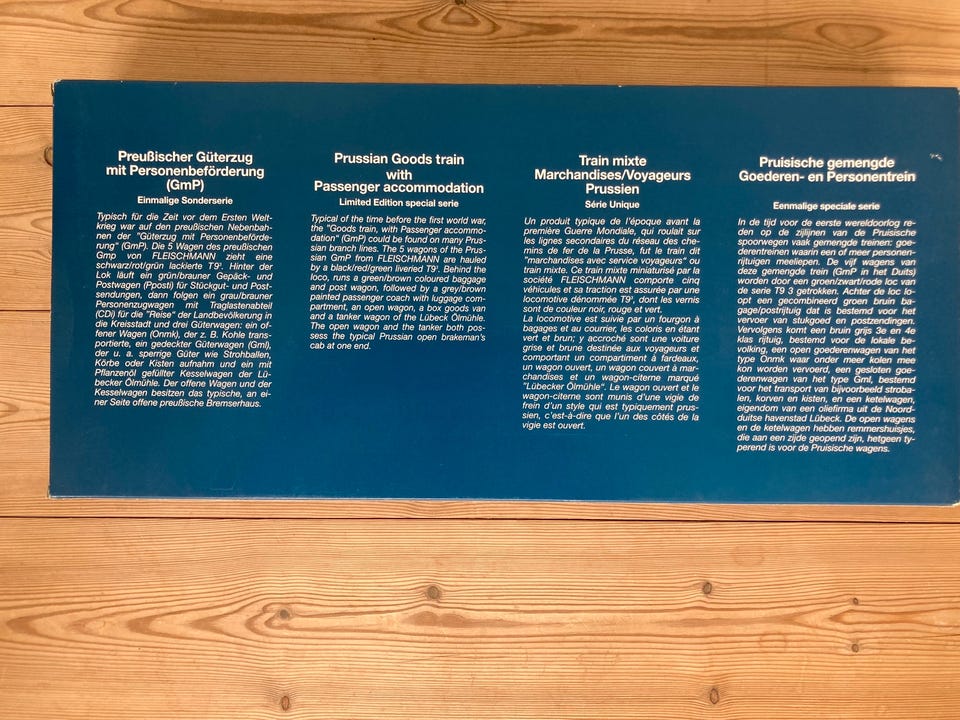 Preußischer Güterzug
mit Personenbeförderung
(GmP)
Einmalige Sonderserie
Typisch für die Zeit vor dem Ersten Welt-
krieg war auf den preußischen Nebenbah-
nen der "Güterzug mit Personenbeförde-
rung" (GmP). Die 5 Wagen des preußischen
Gmp von FLEISCHMANN zieht eine
schwarz/rot/grün lackierte T9³. Hinter der
Lok läuft ein grün/brauner Gepäck- und
Postwagen (Pposti) für Stückgut- und Post-
sendungen, dann folgen ein grau/brauner
Personenzugwagen mit Traglastenabteil
(CDi) für die "Reise" der Landbevölkerung in
die Kreisstadt und drei Güterwagen: ein of-
fener Wagen (Onmk), der z. B. Kohle trans-
portierte, ein gedeckter Güterwagen (Gml),
der u. a. sperrige Güter wie Strohballen,
Körbe oder Kisten aufnahm und ein mit
Pflanzenöl gefüllter Kesselwagen der Lü-
becker Ölmühle. Der offene Wagen und der
Kesselwagen besitzen das typische, an ei-
ner Seite offene preußische Bremserhaus.
Prussian Goods train
with
Passenger accommodation
Limited Edition special serie
Typical of the time before the first world war,
the "Goods train, with Passenger accommo-
dation" (GmP) could be found on many Prus-
sian branch lines. The 5 wagons of the Prus-
sian GmP from FLEISCHMANN are hauled
by a black/red/green liveried T9³. Behind the
loco, runs a green/brown coloured baggage
and post wagon, followed by a grey/brown
painted passenger coach with luggage com-
partment, an open wagon, a box goods van
and a tanker wagon of the Lübeck Ölmühle.
The open wagon and the tanker both pos-
sess the typical Prussian open brakeman's
cab at one end.
Train mixte
Marchandises/Voyageurs
Prussien
Série Unique
Un produit typique de l'époque avant la
première Guerre Mondiale, qui roulait sur
les lignes secondaires du réseau des che-
mins de fer de la Prusse, fut le train dit
"marchandises avec service voyageurs" ou
train mixte. Ce train mixte miniaturisé par la
société FLEISCHMANN comporte cinq
véhicules et sa traction est assurée par une
locomotive dénommée T9³, dont les vernis
sont de couleur noir, rouge et vert.
La locomotive est suivie par un fourgon à
bagages et au courrier, les coloris en étant
vert et brun; y accroché sont une voiture
grise et brune destinée aux voyageurs et
comportant un compartiment à fardeaux,
un wagon ouvert, un wagon couvert à mar-
chandises et un wagon-citerne marqué
"Lübecker Ölmühle". Le wagon ouvert et le
wagon-citerne sont munis d'une vigie de
frein d'un style qui est typiquement prus-
sien, c'est-à-dire que l'un des côtés de la
vigie est ouvert.
Pruisische gemengde
Goederen- en Personentrein
Eenmalige speciale serie
In de tijd voor de eerste wereldoorlog re-
den op de zijlijnen van de Pruisische
spoorwegen vaak gemengde treinen: goe-
derentreinen waarin een of meer personen-
rijtuigen meeliepen. De vijf wagens van
deze gemengde trein (GmP in het Duits)
worden door een groen/zwart/rode loc van
de serie T9 3 getrokken. Achter de loc lo-
opt een gecombineerd groen bruin ba-
gage/postrijtuig dat is bestemd voor het
vervoer van stukgoed en postzendingen.
Vervolgens komt een bruin grijs 3e en 4e
klas rijtuig, bestemd voor de lokale be-
volking, een open goederenwagen van het
type Onmk waar onder meer kolen mee
kon worden vervoerd, een gesloten goe-
derenwagen van het type Gml, bestemd
voor het transport van bijvoorbeeld stroba-
len, korven en kisten, en een ketelwagen,
eigendom van een oliefirma uit de Noord-
duitse havenstad Lübeck. De open wagens
en de ketelwagen hebben remmershuisjes,
die aan een zijde geopend zijn, hetgeen ty-
perend is voor de Pruisische wagens.